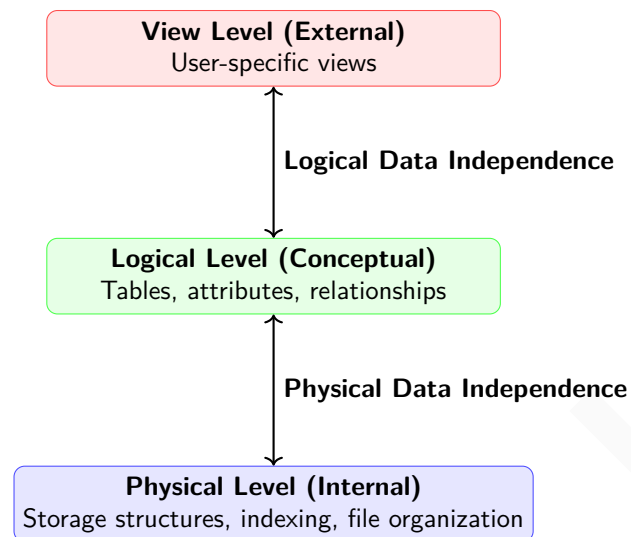 View Level (External)
User-specific views
Logical Data Independence
Logical Level (Conceptual)
Tables, attributes, relationships
Physical Data Independence
Physical Level (Internal)
Storage structures, indexing, file organization